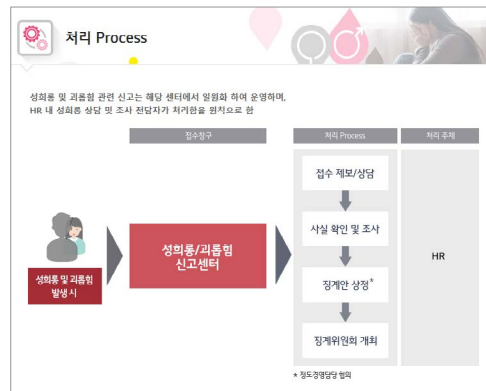 처리 Process
성희롱 및 괴롭힘 관련 신고는 해당 센터에서 일원화 하여 운영하며,
HR 내 성희롱 상담 및 조사 전담자가 처리함을 원칙으로 함
접수창구
처리 Process
처리 주체
성희롱 및 괴롭힘
발생 시
성희롱/괴롭힘
신고센터
접수 제보/상담
사실 확인 및 조사
징계안 상정*
징계위원회 개최
HR
* 정도경영담당 협의